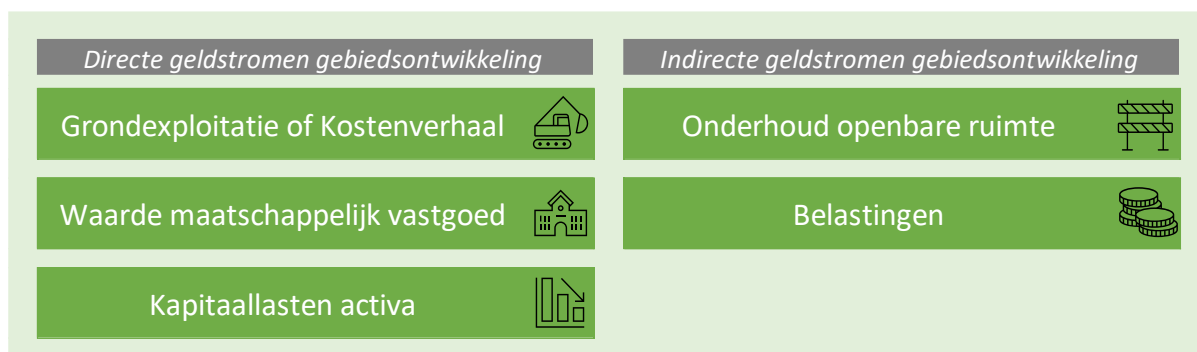 Directe geldstromen gebiedsontwikkeling
Grondexploitatie of Kostenverhaal
Waarde maatschappelijk vastgoed
Kapitaallasten activa
Indirecte geldstromen gebiedsontwikkeling
Onderhoud openbare ruimte
Belastingen